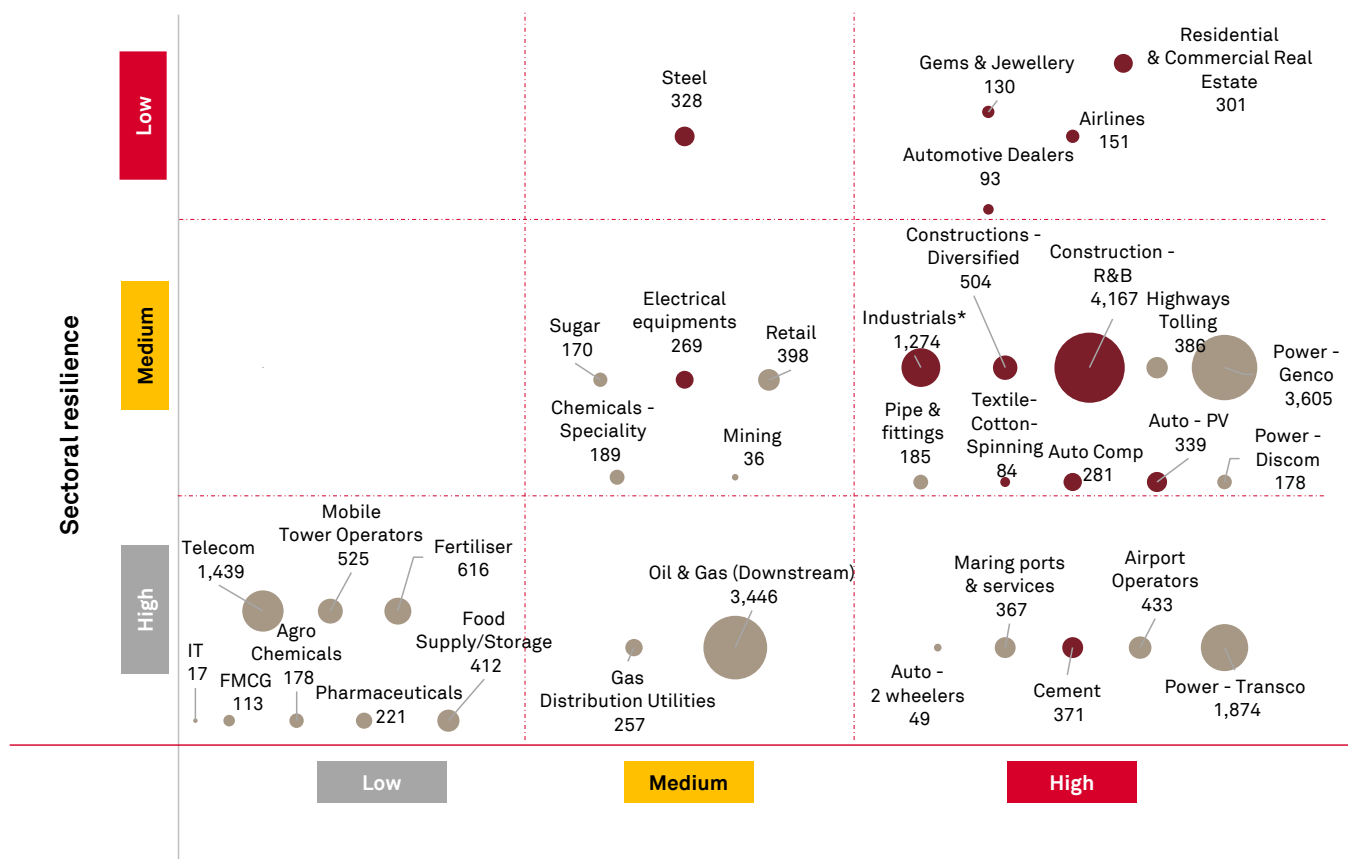 Sectoral resilience
Low
Medium
High
Steel
328
Gems & Jewellery
130
Residential
& Commercial Real
Estate
301
Airlines
151
Automotive Dealers
93
Sugar
170
Electrical
equipments
269
Retail
398
Chemicals -
Speciality
189
Mining
36
Constructions -
Diversified
504
Construction -
R&B
4,167
Highways
Tolling
386
Industrials*
1,274
Power -
Genco
3,605
Pipe &
fittings
185
Textile-
Cotton-
Spinning
84
Auto Comp
281
Auto - PV
339
Power -
Discom
178
Telecom
1,439
Mobile
Tower Operators
525
Fertiliser
616
IT
17
FMCG
113
Agro
Chemicals
178
Pharmaceuticals
221
Food
Supply/Storage
412
Oil & Gas (Downstream)
3,446
Gas
Distribution Utilities
257
Maring ports
& services
367
Airport
Operators
433
Auto -
2 wheelers
49
Cement
371
Power - Transco
1,874
Low
Medium
High